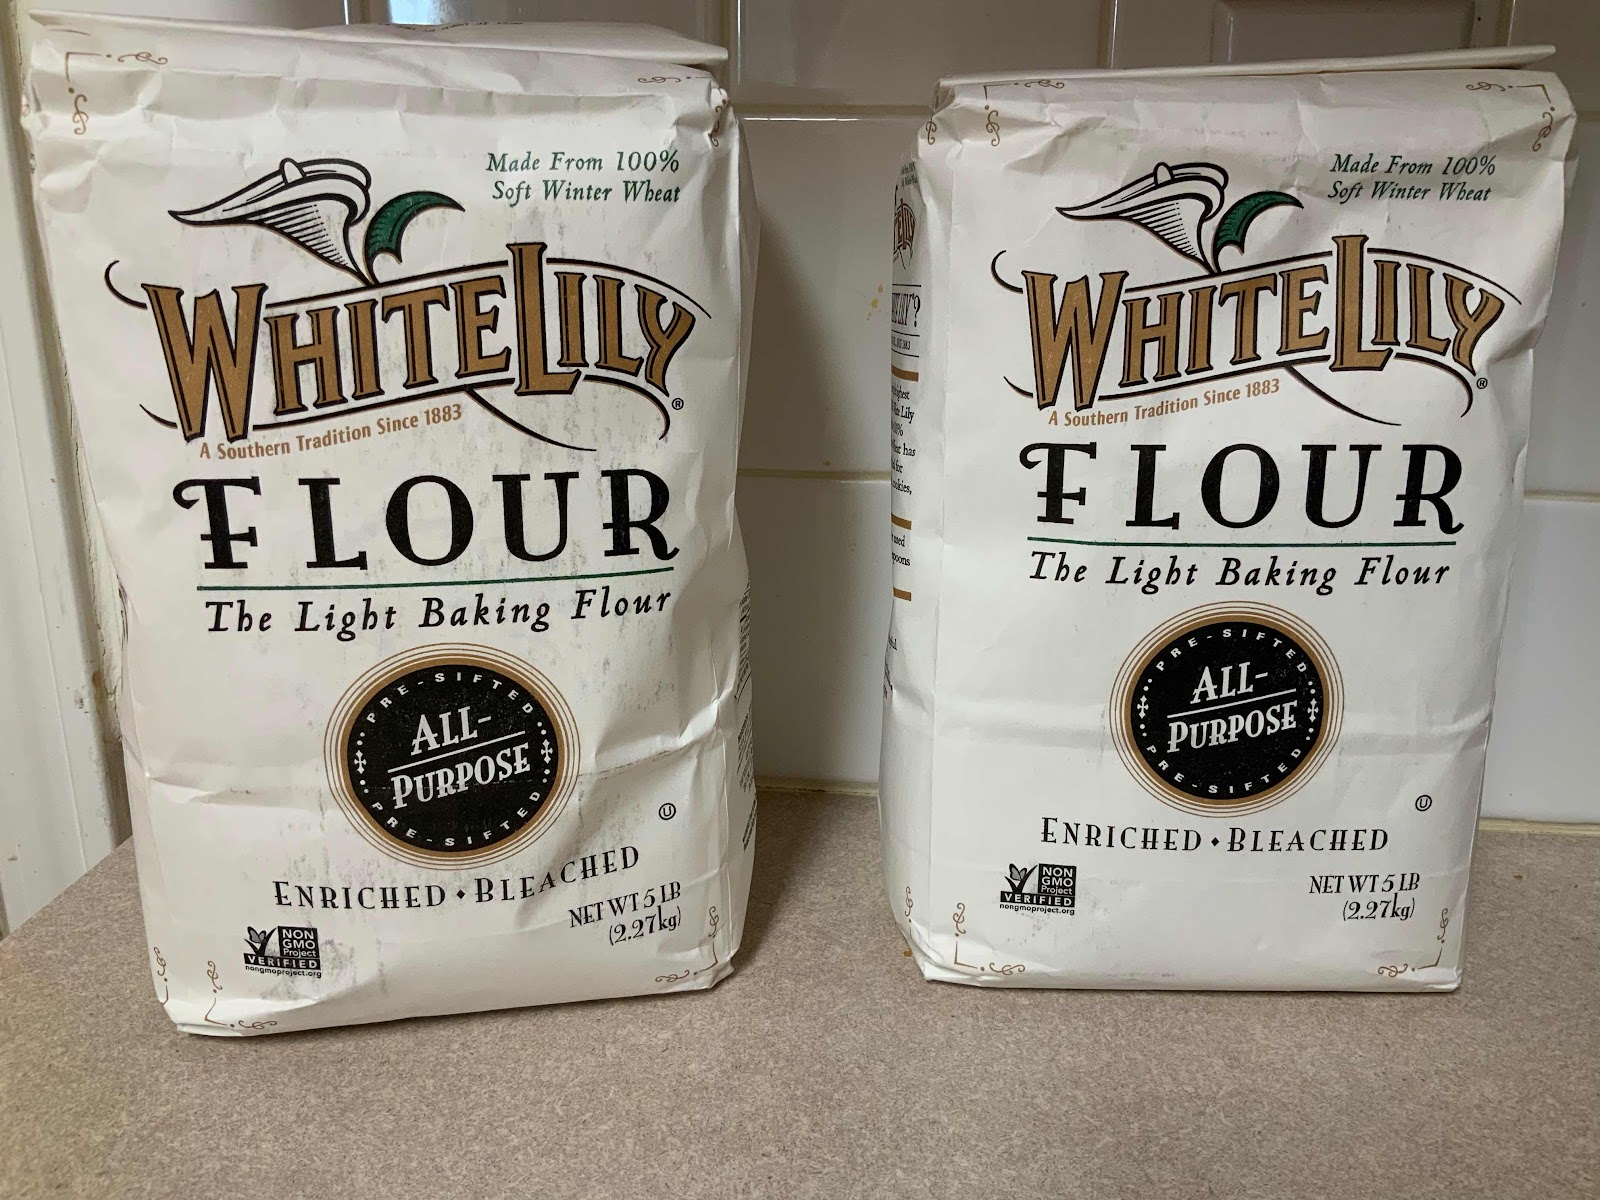 Made From 100%
Soft Winter Wheat
WHITE LILY®
A Southern Tradition Since 1883
FLOUR
The Light Baking Flour
PRE-SIFTED
ALL-
PURPOSE
PRE-SIFTED
U
ENRICHED • BLEACHED
NET WT 5 LB
(2.27kg)
NON
GMO
Project
VERIFIED
nongmoproject.org
Made From 100%
Soft Winter Wheat
WHITE LILY®
A Southern Tradition Since 1883
FLOUR
The Light Baking Flour
PRE-SIFTED
ALL-
PURPOSE
PRE-SIFTED
U
ENRICHED • BLEACHED
NET WT 5 LB
(2.27kg)
NON
GMO
Project
VERIFIED
nongmoproject.org
Lily
has
for